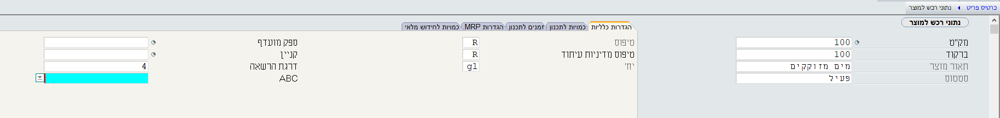 כרטיס פריט
נתוני רכש למוצר
נתוני רכש למוצר
מק"ט 100
ברקוד 100
תאור מוצר מים מזוקקים
סטטוס פעיל
הגדרות כלליות
כמויות לתכנון
זמנים לתכנון
הגדרות MRP
כמויות לחידוש מלאי
טיפוס R
טיפוס מדיניות עיתוד R
יח' gl
ספק מועדף
קניין
דרגת הרשאה 4
ABC